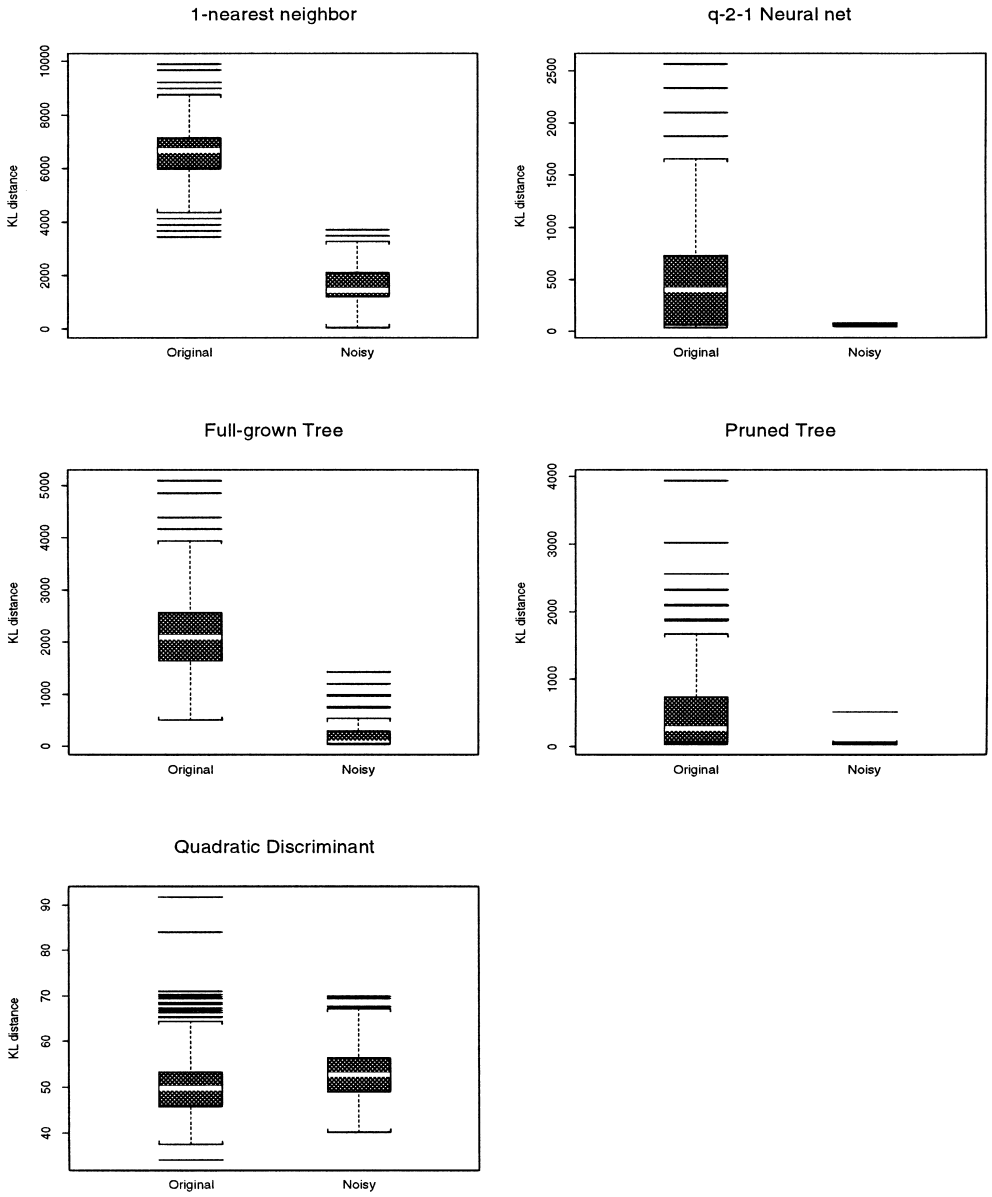 1-nearest neighbor
KL distance
10000
8000
6000
4000
2000
0
Original Noisy
q-2-1 Neural net
KL distance
2500
2000
1500
1000
500
0
Original Noisy
Full-grown Tree
KL distance
5000
4000
3000
2000
1000
0
Original Noisy
Pruned Tree
KL distance
4000
3000
2000
1000
0
Original Noisy
Quadratic Discriminant
KL distance
90
80
70
60
50
40
Original Noisy